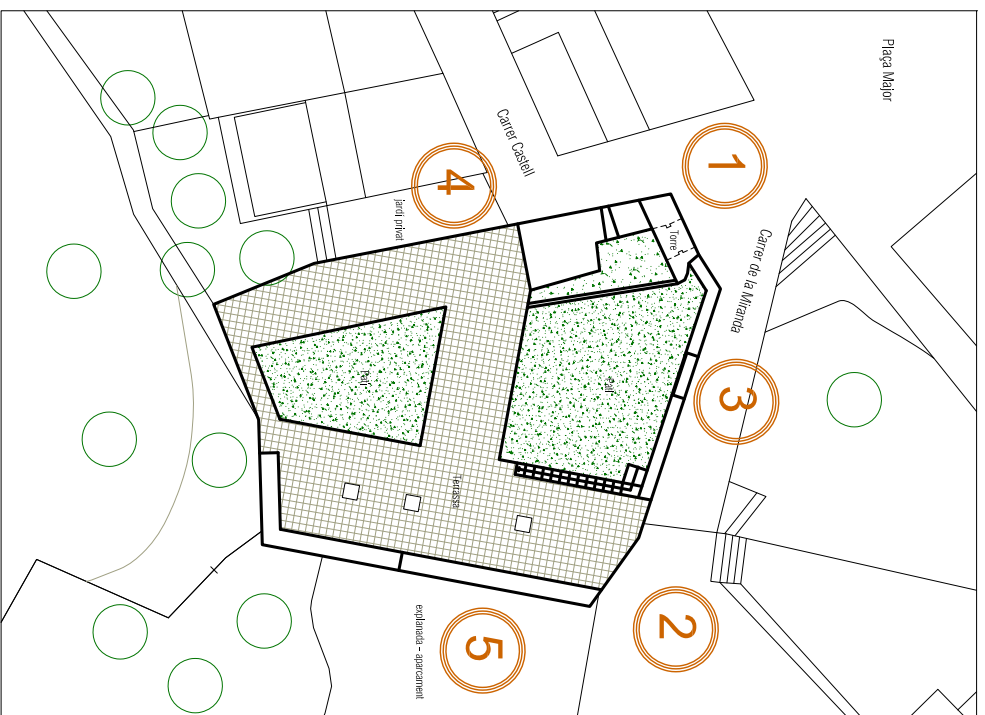 Plaça Major
1
Carrer Castell
4
jardi privat
Torre
Carrer de la Miranda
Pati
Pati
3
Terrassa
2
5
explanada - aparcament